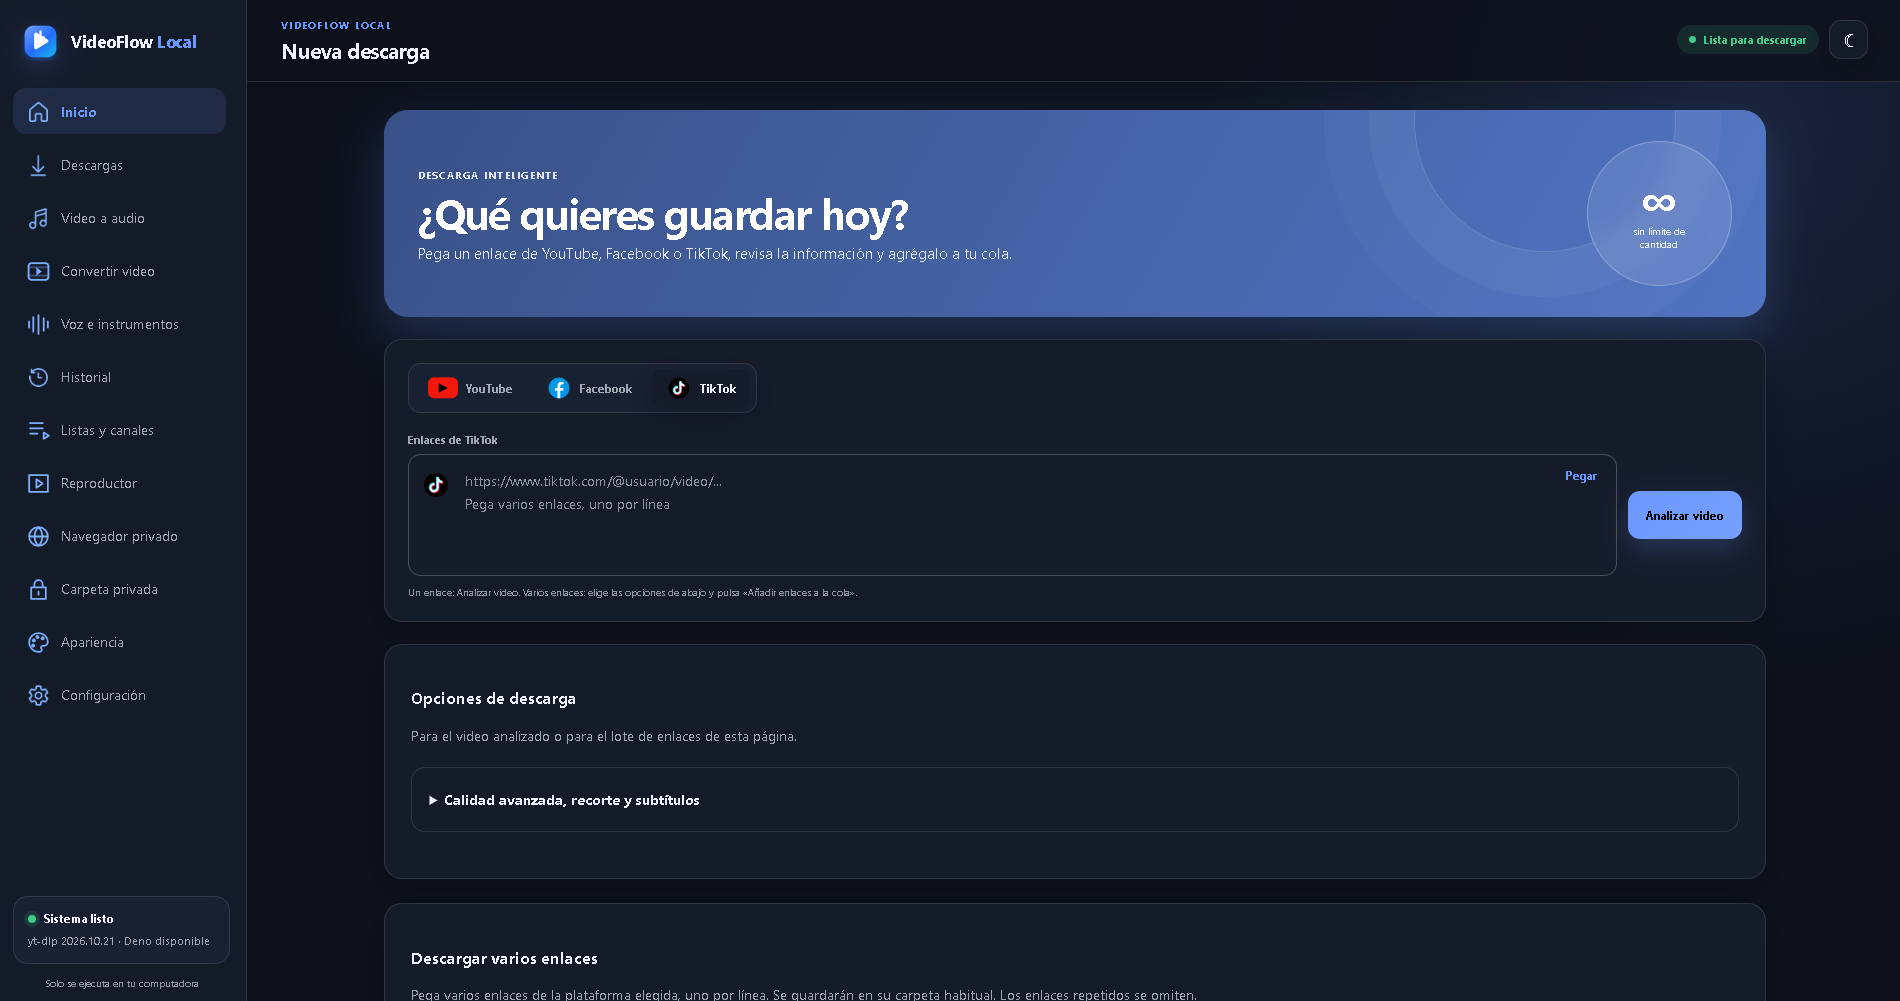 VideoFlow Local
Inicio
Descargas
Video a audio
Convertir video
Voz e instrumentos
Historial
Listas y canales
Reproductor
Navegador privado
Carpeta privada
Apariencia
Configuración
Sistema listo
yt-dlp 2026.10.21 · Deno disponible
Solo se ejecuta en tu computadora
VIDEOFLOW LOCAL
Nueva descarga
Lista para descargar
DESCARGA INTELIGENTE
¿Qué quieres guardar hoy?
Pega un enlace de YouTube, Facebook o TikTok, revisa la información y agrégalo a tu cola.
∞
sin límite de
cantidad
YouTube
Facebook
TikTok
Enlaces de TikTok
https://www.tiktok.com/@usuario/video/...
Pega varios enlaces, uno por línea
Pegar
Analizar video
Un enlace: Analizar video. Varios enlaces: elige las opciones de abajo y pulsa «Añadir enlaces a la cola».
Opciones de descarga
Para el video analizado o para el lote de enlaces de esta página.
Calidad avanzada, recorte y subtítulos
Descargar varios enlaces
Pega varios enlaces de la plataforma elegida, uno por línea. Se guardarán en su carpeta habitual. Los enlaces repetidos se omiten.